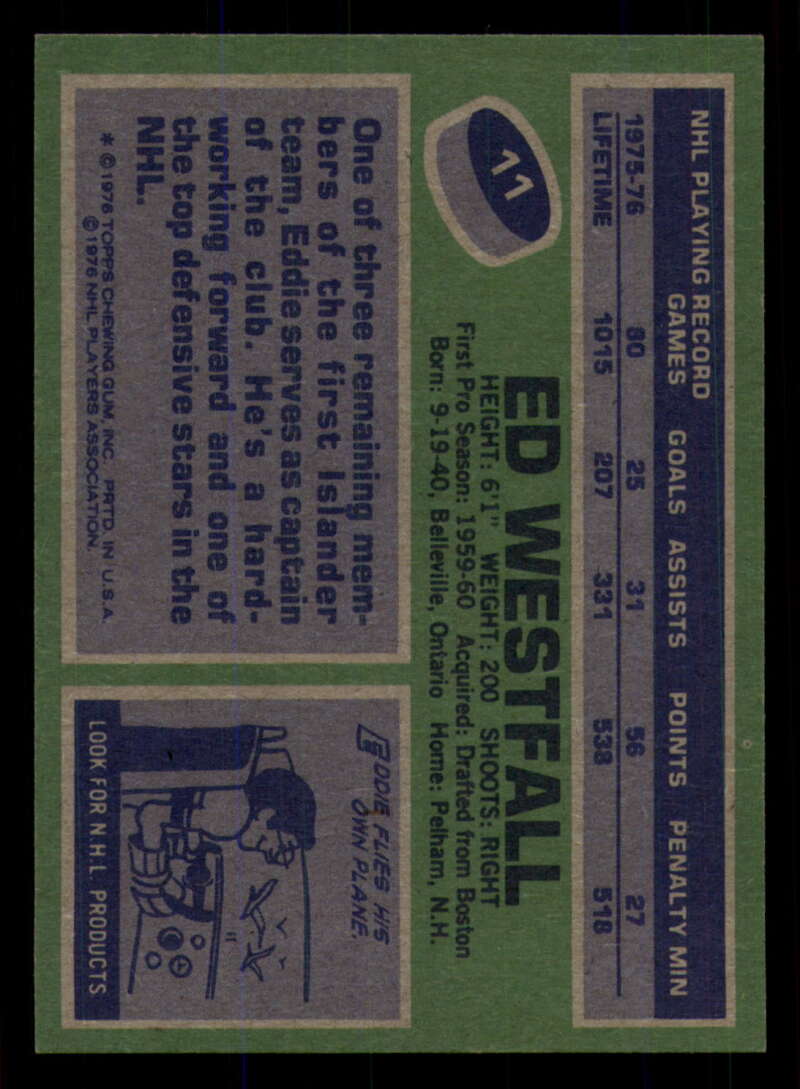 NHL PLAYING RECORD
GAMES GOALS ASSISTS POINTS PENALTY MIN
1975-76 80 25 31 56 27
LIFETIME 1015 207 331 538 518
11
ED WESTFALL
HEIGHT: 6'1" WEIGHT: 200 SHOOTS: RIGHT
First Pro Season: 1959-60 Acquired: Drafted from Boston
Born: 9-19-40, Belleville, Ontario Home: Pelham, N.H.
One of three remaining mem-
bers of the first Islander
team, Eddie serves as captain
of the club. He's a hard-
working forward and one of
the top defensive stars in the
NHL.
* © 1976 TOPPS CHEWING GUM, INC. PRTD. IN U.S.A.
© 1976 NHL PLAYERS ASSOCIATION.
EDDIE FLIES HIS
OWN PLANE.
LOOK FOR N.H.L. PRODUCTS